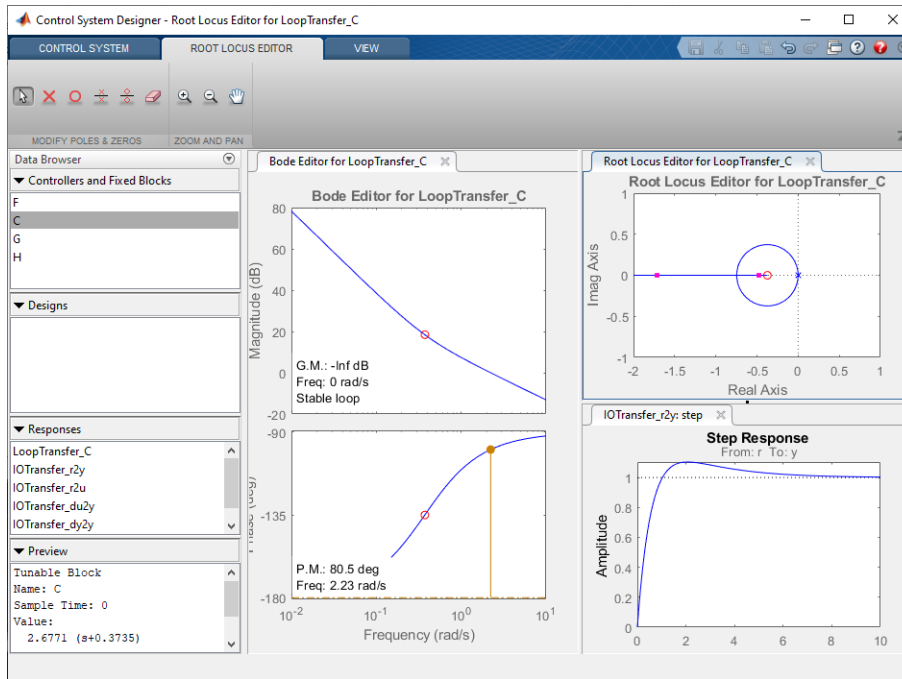 Control System Designer - Root Locus Editor for LoopTransfer_C
CONTROL SYSTEM
ROOT LOCUS EDITOR
VIEW
MODIFY POLES & ZEROS
ZOOM AND PAN
Data Browser
Controllers and Fixed Blocks
F
C
G
H
Designs
Responses
LoopTransfer_C
IOTransfer_r2y
IOTransfer_r2u
IOTransfer_du2y
IOTransfer_dy2y
Preview
Tunable Block
Name: C
Sample Time: 0
Value:
2.6771 (s+0.3735)
Bode Editor for LoopTransfer_C
Bode Editor for LoopTransfer_C
80
60
40
20
0
-20
Magnitude (dB)
G.M.: -Inf dB
Freq: 0 rad/s
Stable loop
-90
-135
-180
(deg)
P.M.: 80.5 deg
Freq: 2.23 rad/s
10-2
10-1
100
101
Frequency (rad/s)
Root Locus Editor for LoopTransfer_C
Root Locus Editor for LoopTransfer_C
1
0.5
0
-0.5
-1
Imag Axis
-2
-1.5
-1
-0.5
0
0.5
1
Real Axis
IOTransfer_r2y: step
Step Response
From: r To: y
1
0.8
0.6
0.4
0.2
0
Amplitude
0
2
4
6
8
10